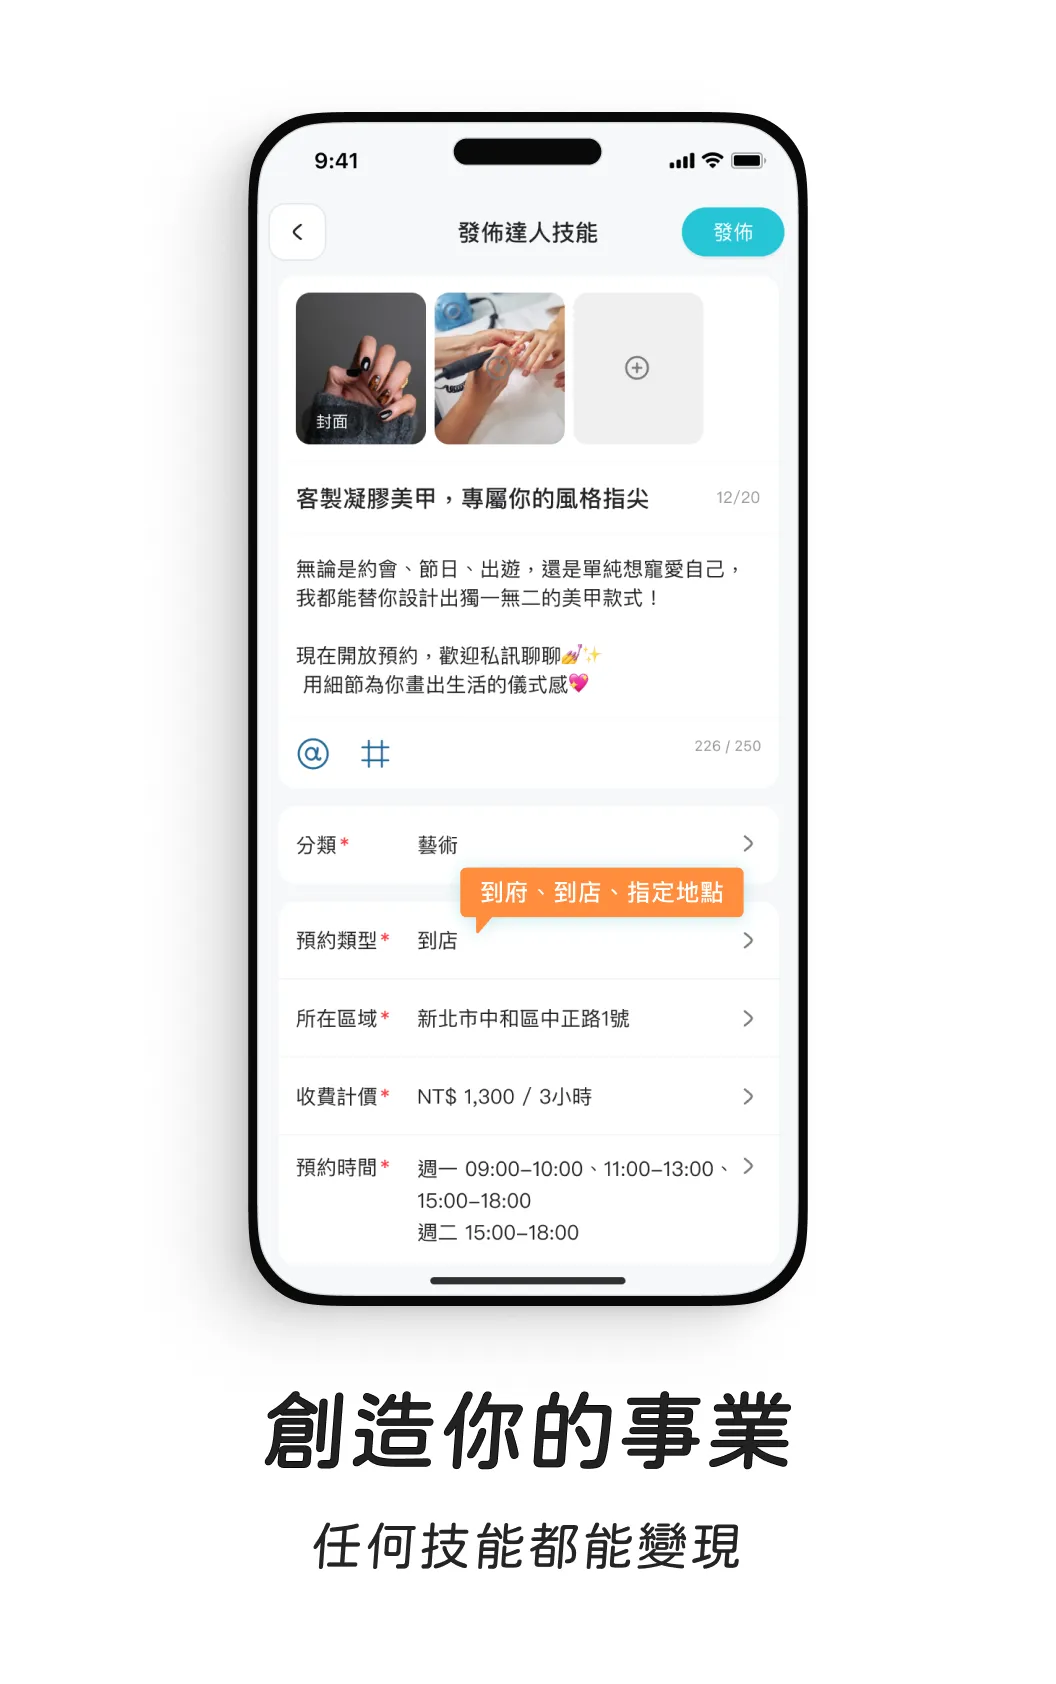 9:41
發佈達人技能
發佈
封面
客製凝膠美甲，專屬你的風格指尖
12/20
無論是約會、節日、出遊，還是單純想寵愛自己，
我都能替你設計出獨一無二的美甲款式！
現在開放預約，歡迎私訊聊聊💅✨
用細節為你畫出生活的儀式感💖
@ #
226 / 250
分類* 藝術
到府、到店、指定地點
預約類型* 到店
所在區域* 新北市中和區中正路1號
收費計價* NT$ 1,300 / 3小時
預約時間* 週一 09:00–10:00、11:00–13:00、
15:00–18:00
週二 15:00–18:00
創造你的事業
任何技能都能變現